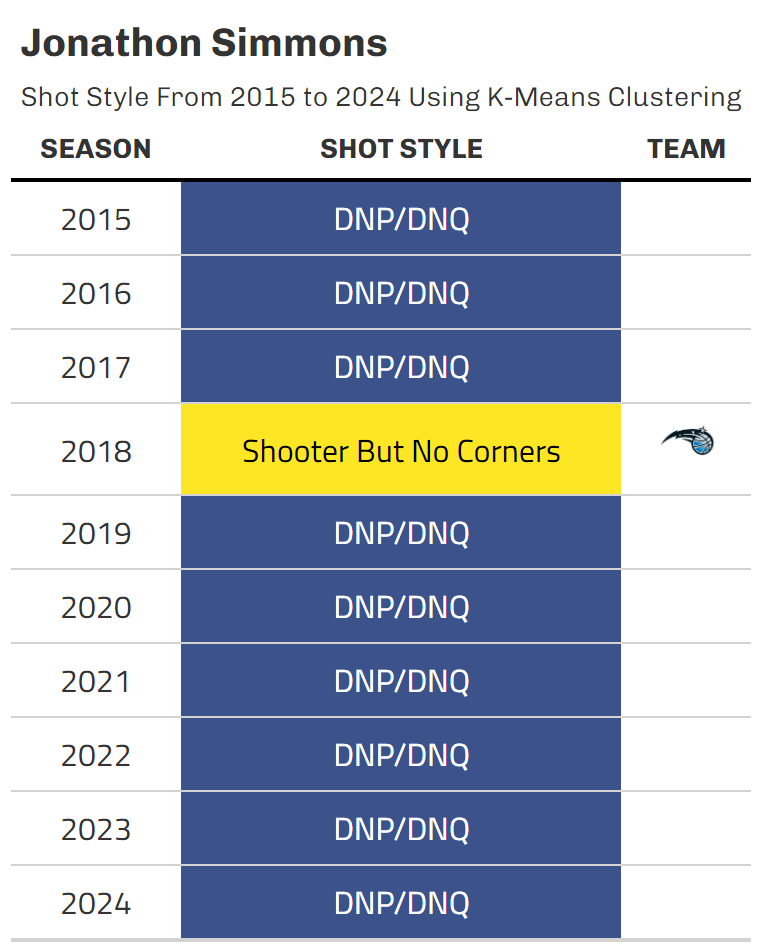 Jonathon Simmons
Shot Style From 2015 to 2024 Using K-Means Clustering
SEASON SHOT STYLE TEAM
2015 DNP/DNQ
2016 DNP/DNQ
2017 DNP/DNQ
2018 Shooter But No Corners
2019 DNP/DNQ
2020 DNP/DNQ
2021 DNP/DNQ
2022 DNP/DNQ
2023 DNP/DNQ
2024 DNP/DNQ